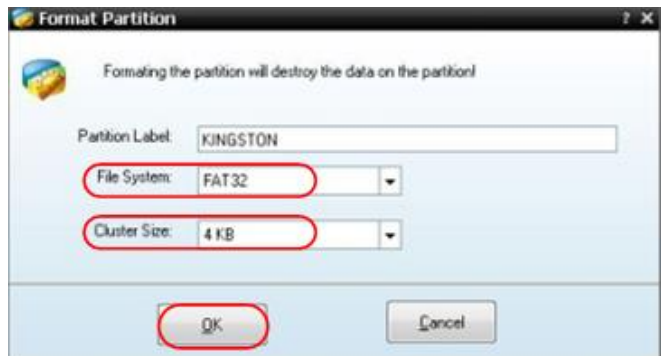 Format Partition ? X
Formating the partition will destroy the data on the partition!
Partition Label: KINGSTON
File System: FAT32
Cluster Size: 4 KB
OK Cancel